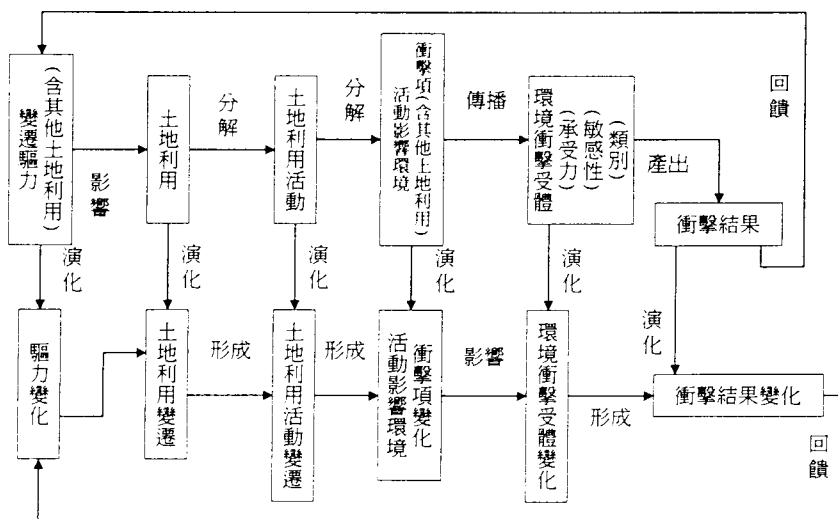 變遷驅力
(含其他土地利用)
影響
土地利用
分解
土地利用活動
分解
活動影響環境
衝擊項(含其他土地利用)
傳播
環境衝擊受體
(承受力)
(敏感性)
(類別)
產出
衝擊結果
回饋
演化
演化
演化
演化
演化
演化
驅力變化
土地利用變遷
形成
土地利用活動變遷
形成
活動影響環境
衝擊項變化
影響
環境衝擊受體變化
形成
衝擊結果變化
回饋